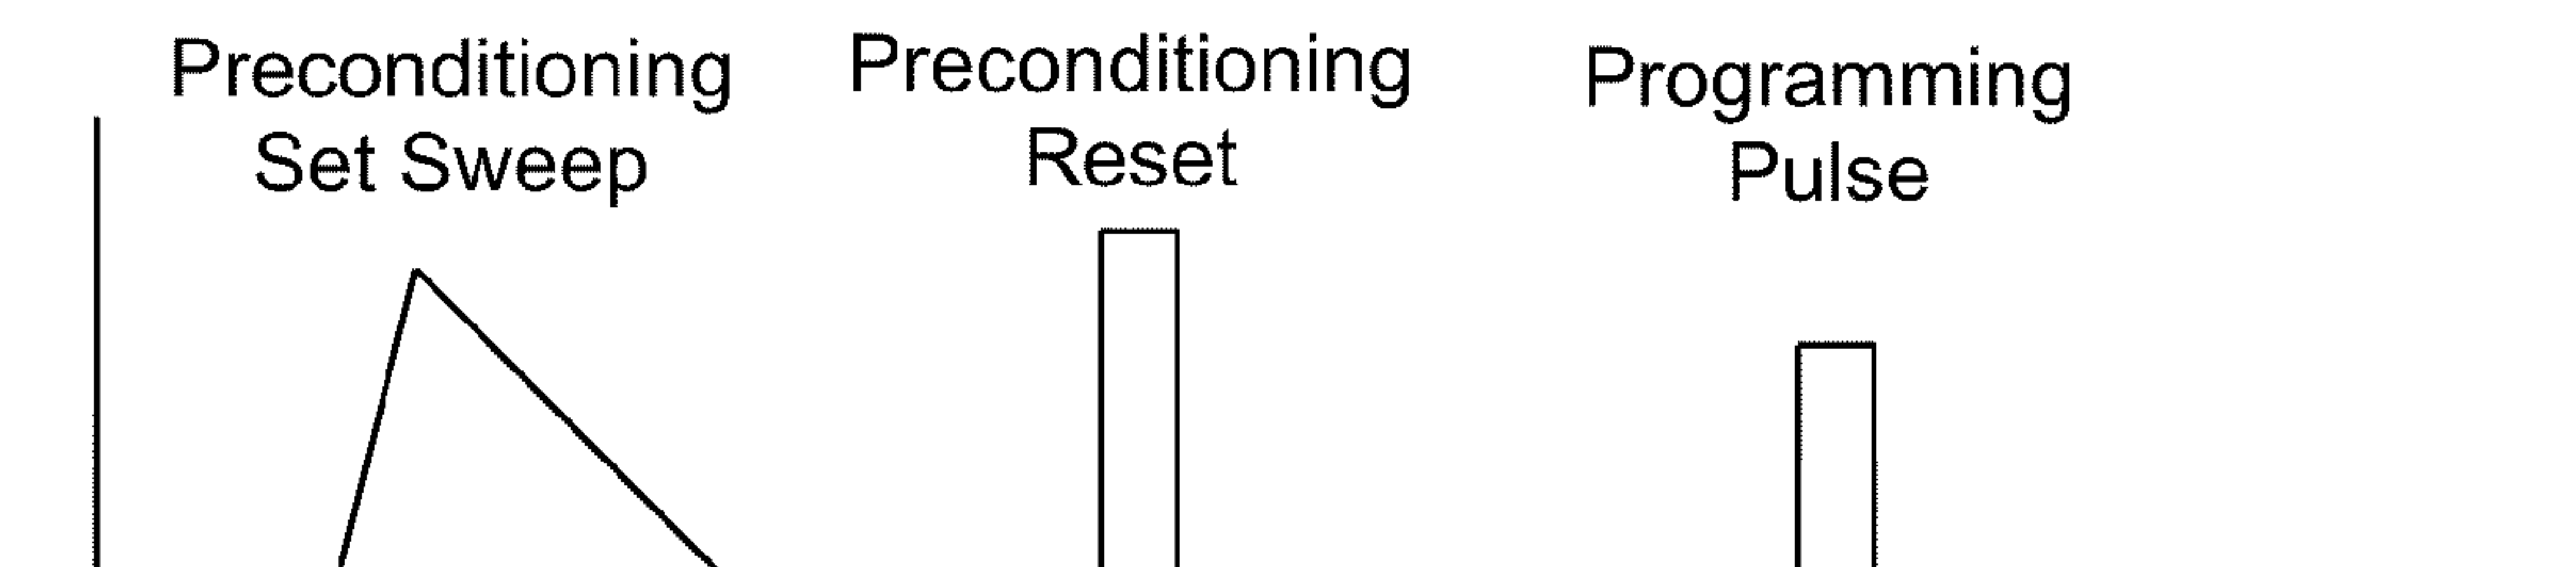 Preconditioning
Set Sweep
Preconditioning
Reset
Programming
Pulse